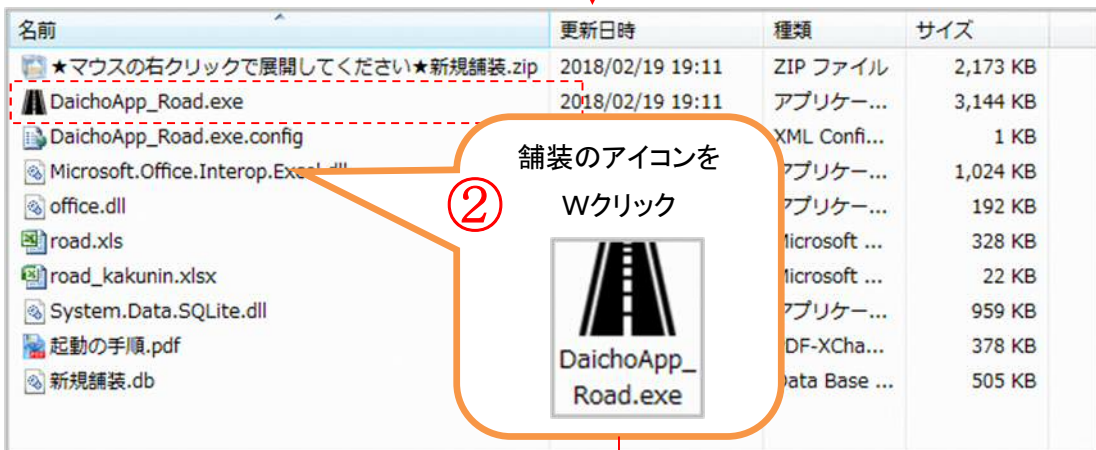 名前 更新日時 種類 サイズ
★マウスの右クリックで展開してください★新規舗装.zip 2018/02/19 19:11 ZIP ファイル 2,173 KB
DaichoApp_Road.exe 2018/02/19 19:11 アプリケー... 3,144 KB
DaichoApp_Road.exe.config XML Confi... 1 KB
Microsoft.Office.Interop.Excel.dll アプリケー... 1,024 KB
office.dll アプリケー... 192 KB
road.xls Microsoft ... 328 KB
road_kakunin.xlsx Microsoft ... 22 KB
System.Data.SQLite.dll アプリケー... 959 KB
起動の手順.pdf PDF-XCha... 378 KB
新規舗装.db Data Base ... 505 KB
②
舗装のアイコンを
Wクリック
DaichoApp_
Road.exe